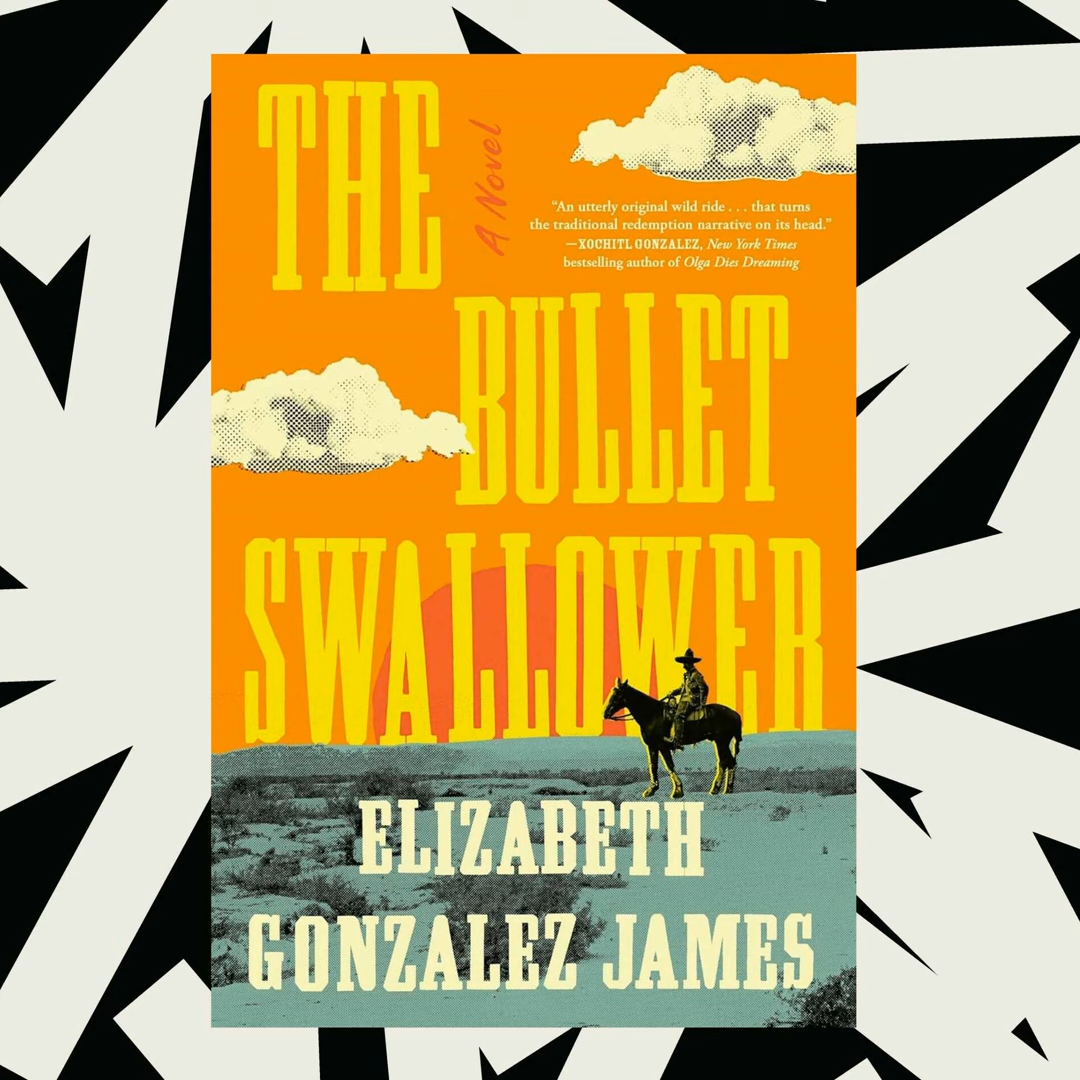 THE
A Novel
“An utterly original wild ride . . . that turns
the traditional redemption narrative on its head.”
—XOCHITL GONZALEZ, New York Times
bestselling author of Olga Dies Dreaming
BULLET
SWALLOWER
ELIZABETH
GONZALEZ JAMES